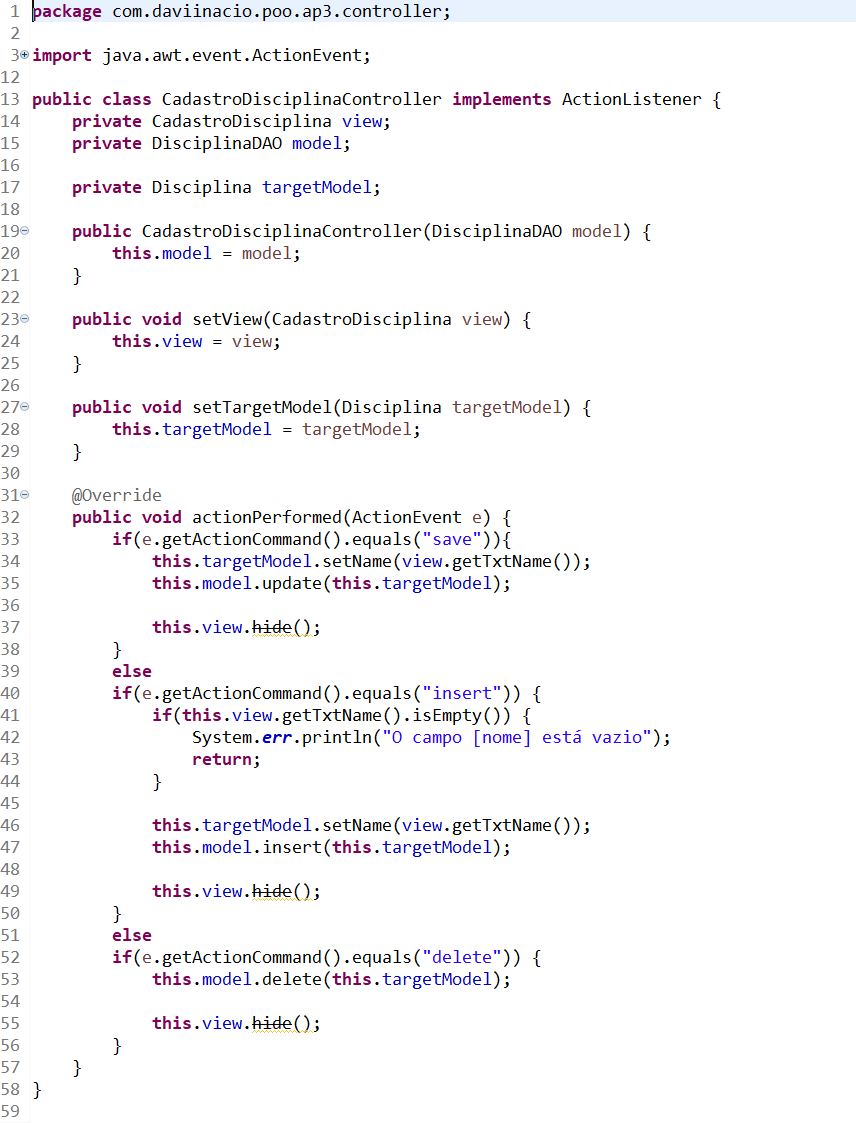 1 package com.daviinacio.poo.ap3.controller;
2
3 import java.awt.event.ActionEvent;
12
13 public class CadastroDisciplinaController implements ActionListener {
14     private CadastroDisciplina view;
15     private DisciplinaDAO model;
16
17     private Disciplina targetModel;
18
19     public CadastroDisciplinaController(DisciplinaDAO model) {
20         this.model = model;
21     }
22
23     public void setView(CadastroDisciplina view) {
24         this.view = view;
25     }
26
27     public void setTargetModel(Disciplina targetModel) {
28         this.targetModel = targetModel;
29     }
30
31     @Override
32     public void actionPerformed(ActionEvent e) {
33         if(e.getActionCommand().equals("save")){
34             this.targetModel.setName(view.getTxtName());
35             this.model.update(this.targetModel);
36
37             this.view.hide();
38         }
39         else
40         if(e.getActionCommand().equals("insert")) {
41             if(this.view.getTxtName().isEmpty()) {
42                 System.err.println("O campo [nome] está vazio");
43                 return;
44             }
45
46             this.targetModel.setName(view.getTxtName());
47             this.model.insert(this.targetModel);
48
49             this.view.hide();
50         }
51         else
52         if(e.getActionCommand().equals("delete")) {
53             this.model.delete(this.targetModel);
54
55             this.view.hide();
56         }
57     }
58 }
59